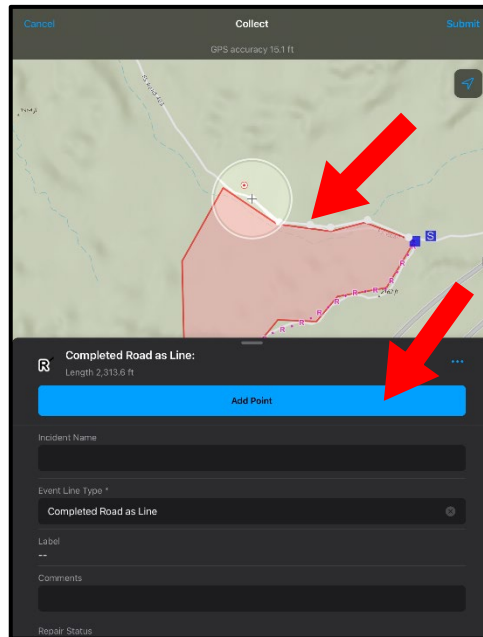 Cancel
Collect
Submit
GPS accuracy 15.1 ft
S
R
R
R
R R R
R
R
R
R
Completed Road as Line:
Length 2,313.6 ft
...
Add Point
Incident Name
Event Line Type *
Completed Road as Line
Label
--
Comments
Repair Status